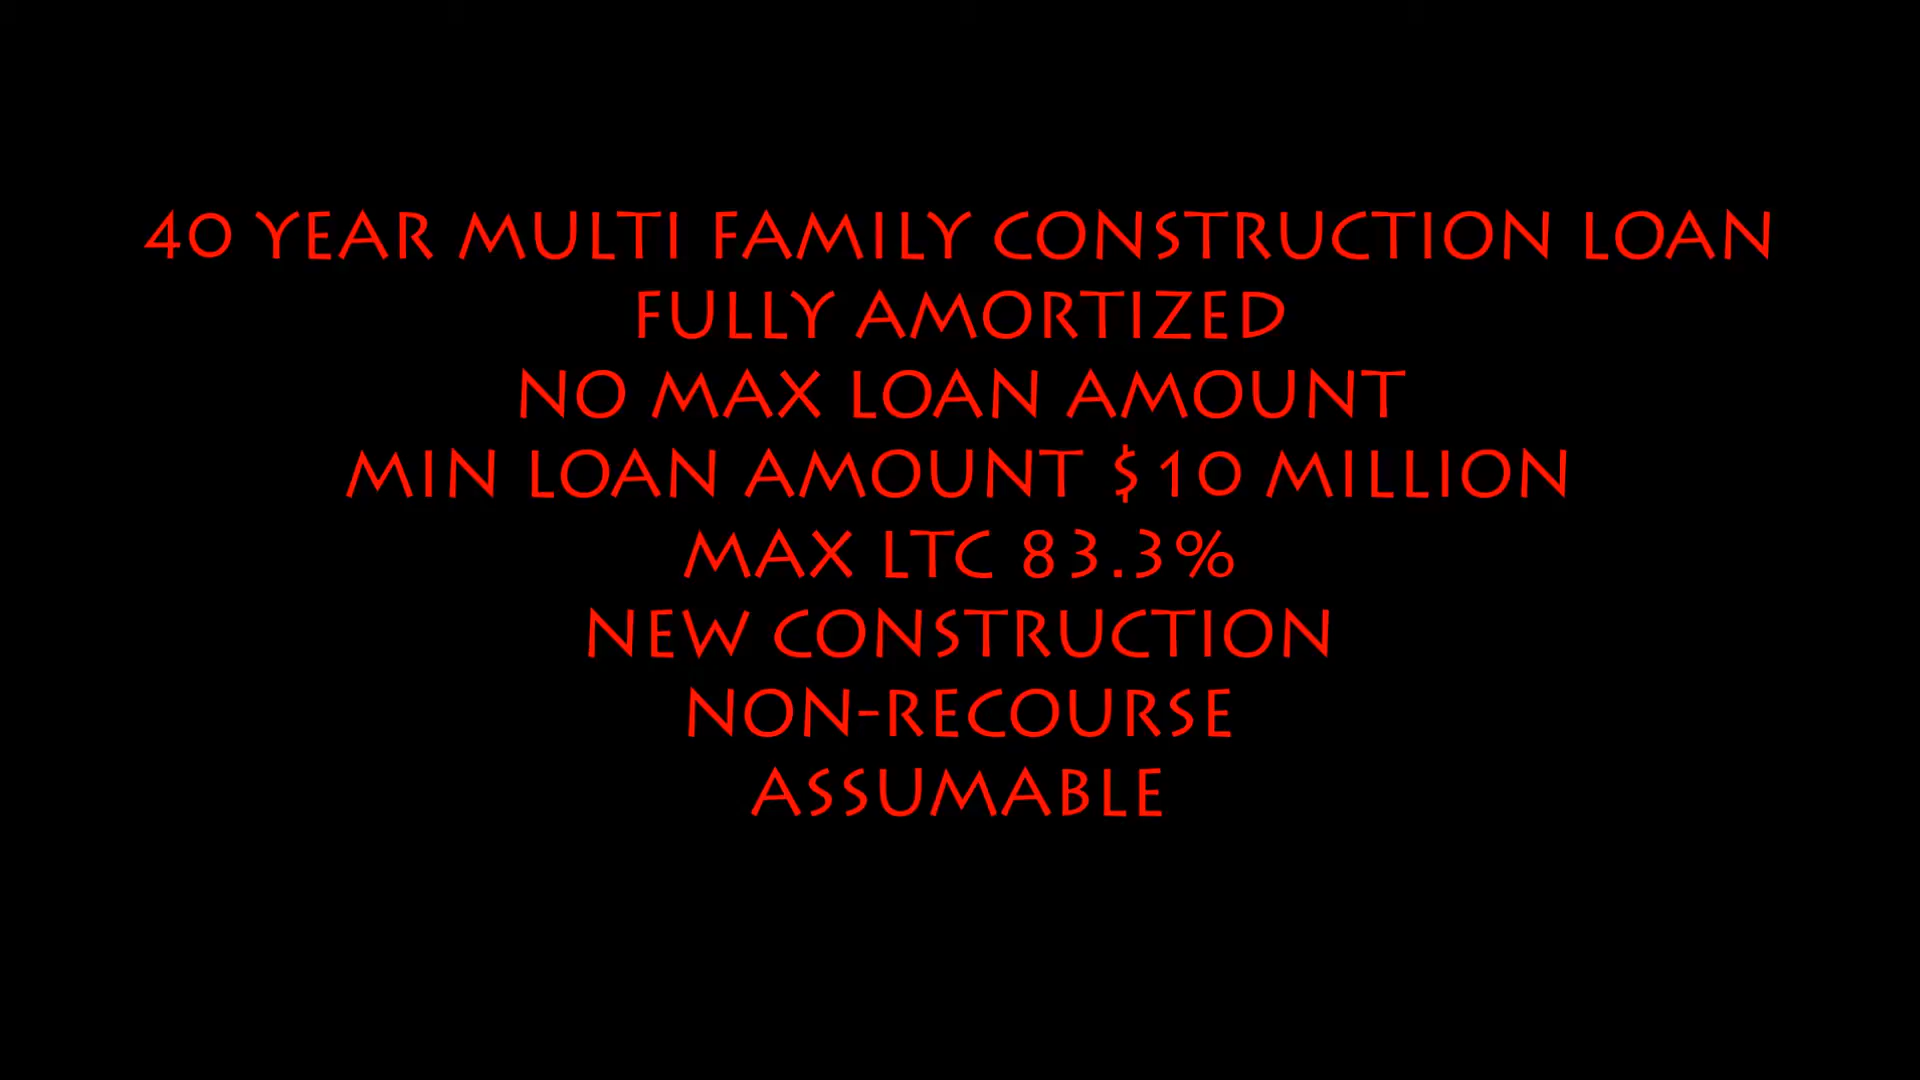 40 YEAR MULTI FAMILY CONSTRUCTION LOAN
FULLY AMORTIZED
NO MAX LOAN AMOUNT
MIN LOAN AMOUNT $10 MILLION
MAX LTC 83.3%
NEW CONSTRUCTION
NON-RECOURSE
ASSUMABLE